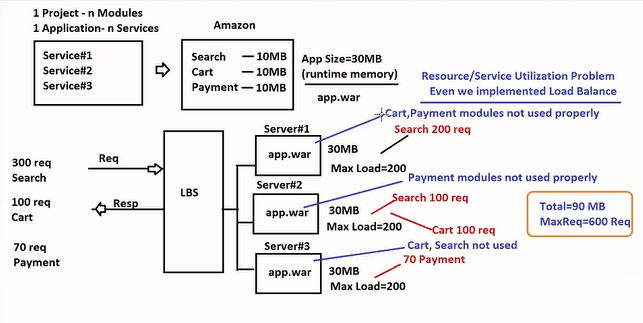 1 Project - n Modules
1 Application- n Services
Service#1
Service#2
Service#3
Amazon
Search — 10MB
Cart — 10MB
Payment — 10MB
App Size=30MB
(runtime memory)
app.war
Resource/Service Utilization Problem
Even we implemented Load Balance
Cart,Payment modules not used properly
Search 200 req
Server#1
app.war
30MB
Max Load=200
300 req
Search
Req
100 req
Cart
Resp
70 req
Payment
LBS
Payment modules not used properly
Server#2
app.war
30MB
Max Load=200
Search 100 req
Cart 100 req
Total=90 MB
MaxReq=600 Req
Server#3
app.war
30MB
Max Load=200
Cart, Search not used
70 Payment